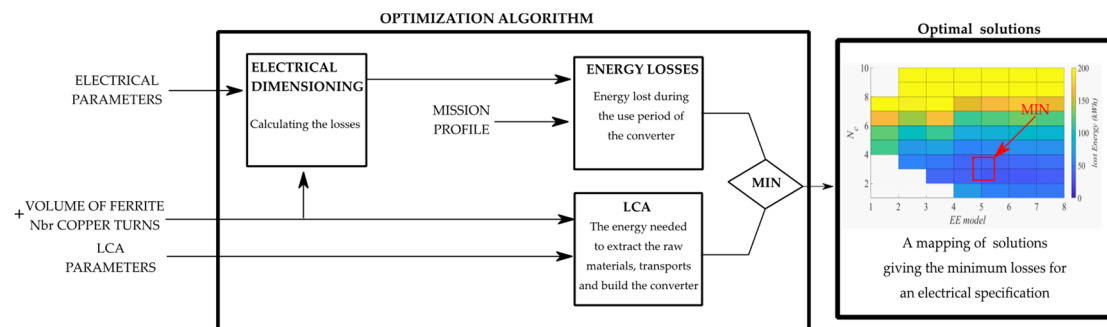 OPTIMIZATION ALGORITHM
ELECTRICAL
PARAMETERS
ELECTRICAL
DIMENSIONING
Calculating the losses
MISSION
PROFILE
ENERGY LOSSES
Energy lost during
the use period of
the converter
+ VOLUME OF FERRITE
Nbr COPPER TURNS
LCA
PARAMETERS
LCA
The energy needed
to extract the raw
materials, transports
and build the converter
MIN
Optimal solutions
10
8
6
4
2
N_c
1 2 3 4 5 6 7 8
EE model
MIN
200
150
100
50
0
lost Energy (kWh)
A mapping of solutions
giving the minimum losses for
an electrical specification